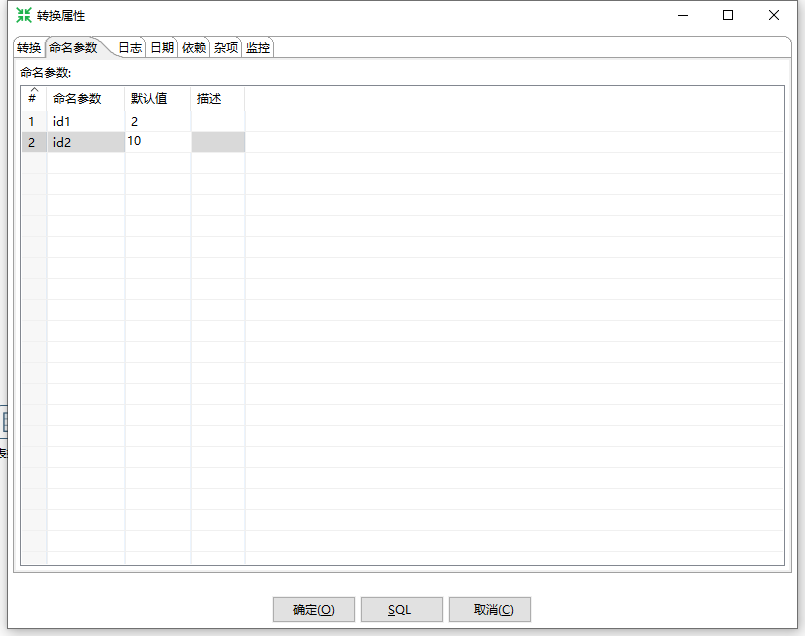 转换属性
转换 命名参数 日志 日期 依赖 杂项 监控
命名参数:
# 命名参数 默认值 描述
1 id1 2
2 id2 10
确定(O) SQL 取消(C)